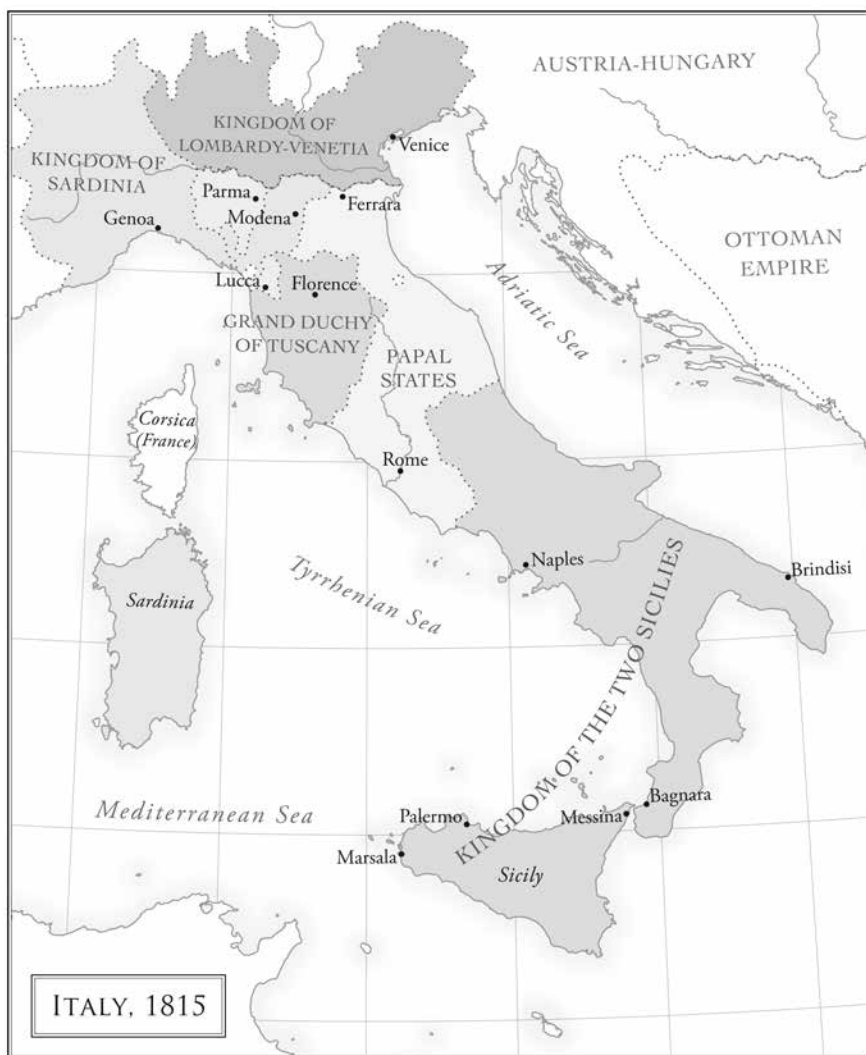 AUSTRIA-HUNGARY
KINGDOM OF
LOMBARDY-VENETIA
Venice
KINGDOM OF
SARDINIA
Parma
Modena
Ferrara
Genoa
OTTOMAN
EMPIRE
Adriatic Sea
Lucca
Florence
GRAND DUCHY
OF TUSCANY
PAPAL
STATES
Corsica
(France)
Rome
Naples
Brindisi
Tyrrhenian Sea
Sardinia
KINGDOM OF THE TWO SICILIES
Mediterranean Sea
Palermo
Messina
Bagnara
Marsala
Sicily
ITALY, 1815